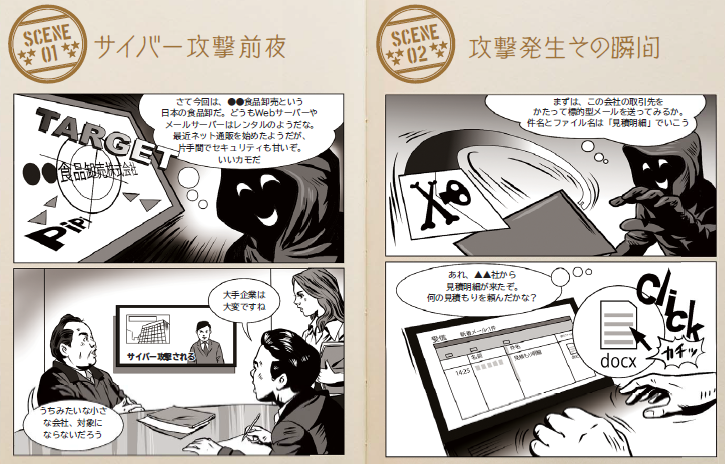 SCENE
01
サイバー攻撃前夜
さて今回は、●●食品卸売という
日本の食品卸だ。どうもWebサーバーや
メールサーバーはレンタルのようだな。
最近ネット通販を始めたようだが、
片手間でセキュリティも甘いぞ。
いいカモだ
TARGET
●●食品卸売株式会社
PiPi
大手企業は
大変ですね
サイバー攻撃される
うちみたいな小さ
な会社、対象に
ならないだろう
SCENE
02
攻撃発生その瞬間
まずは、この会社の取引先を
かたって標的型メールを送ってみるか。
件名とファイル名は「見積明細」でいこう
あれ、▲▲社から
見積明細が来たぞ。
何の見積もりを頼んだかな？
Click
カチッ
docx
受信 新着メール:1件
名前 件名
14:25 見積もり明細